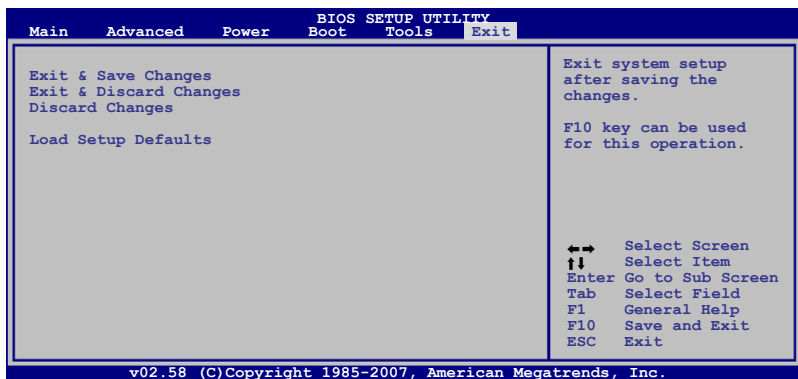 BIOS SETUP UTILITY
Main Advanced Power Boot Tools Exit
Exit & Save Changes
Exit & Discard Changes
Discard Changes
Load Setup Defaults
Exit system setup
after saving the
changes.
F10 key can be used
for this operation.
←→ Select Screen
↑↓ Select Item
Enter Go to Sub Screen
Tab Select Field
F1 General Help
F10 Save and Exit
ESC Exit
v02.58 (C)Copyright 1985-2007, American Megatrends, Inc.